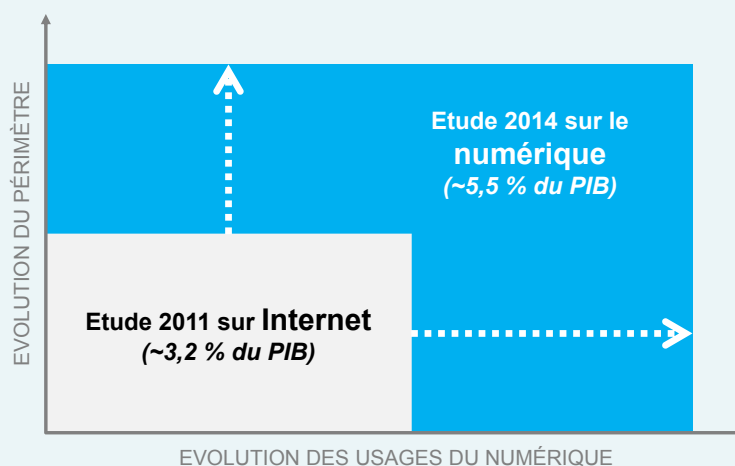 EVOLUTION DU PÉRIMÈTRE
Etude 2014 sur le
numérique
(~5,5 % du PIB)
Etude 2011 sur Internet
(~3,2 % du PIB)
EVOLUTION DES USAGES DU NUMÉRIQUE